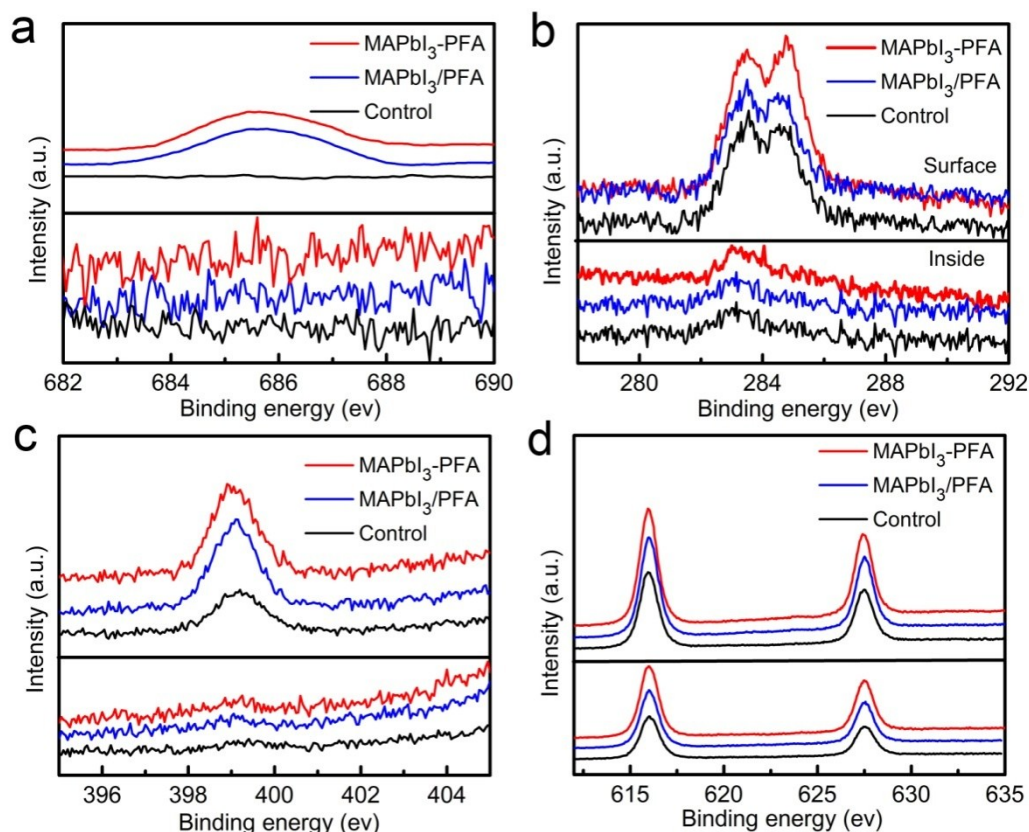 a
MAPbI3-PFA
MAPbI3/PFA
Control
Intensity (a.u.)
682 684 686 688 690
Binding energy (ev)
b
MAPbI3-PFA
MAPbI3/PFA
Control
Surface
Inside
Intensity (a.u.)
280 284 288 292
Binding energy (ev)
c
MAPbI3-PFA
MAPbI3/PFA
Control
Intensity (a.u.)
396 398 400 402 404
Binding energy (ev)
d
MAPbI3-PFA
MAPbI3/PFA
Control
Intensity (a.u.)
615 620 625 630 635
Binding energy (ev)